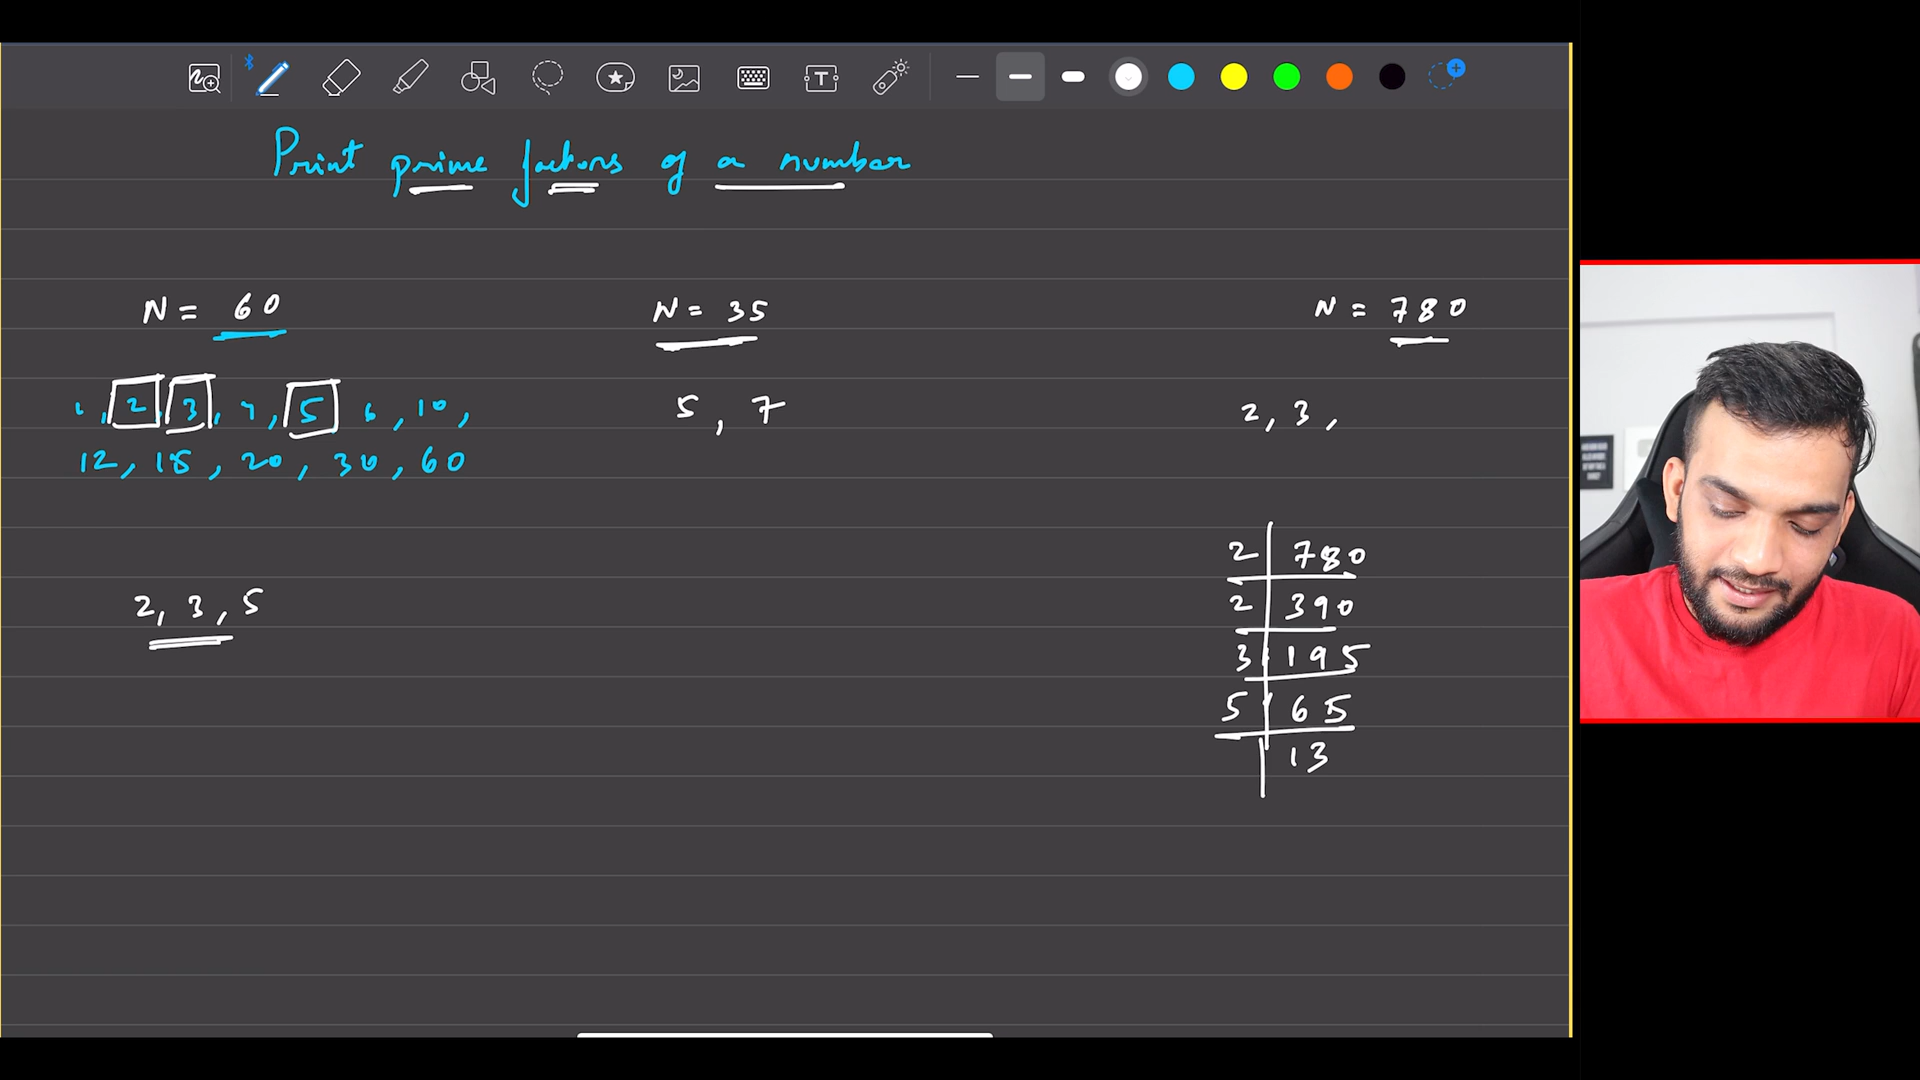 Print prime factors of a number
N = 60
N = 35
N = 780
1, 2, 3, 4, 5, 6, 10,
12, 15, 20, 30, 60
5, 7
2, 3,
2, 3, 5
2 | 780
2 | 390
3 | 195
5 | 65
| 13